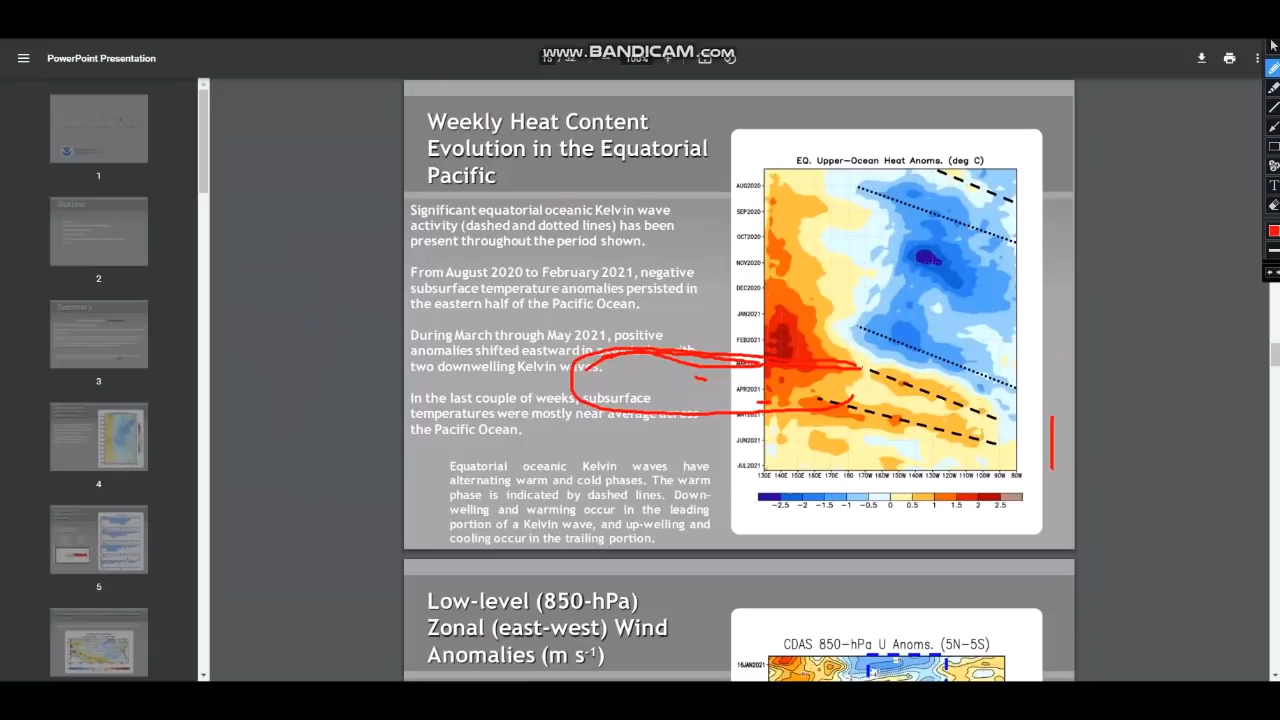 www.BANDICAM.com
PowerPoint Presentation
100%
1
Outline
2
Summary
3
4
5
Weekly Heat Content
Evolution in the Equatorial
Pacific
Significant equatorial oceanic Kelvin wave
activity (dashed and dotted lines) has been
present throughout the period shown.
From August 2020 to February 2021, negative
subsurface temperature anomalies persisted in
the eastern half of the Pacific Ocean.
During March through May 2021, positive
anomalies shifted eastward in
two downwelling Kelvin waves.
In the last couple of weeks, subsurface
temperatures were mostly near average across
the Pacific Ocean.
Equatorial oceanic Kelvin waves have
alternating warm and cold phases. The warm
phase is indicated by dashed lines. Down-
welling and warming occur in the leading
portion of a Kelvin wave, and up-welling and
cooling occur in the trailing portion.
EQ. Upper-Ocean Heat Anoms. (deg C)
AUG2020
SEP2020
OCT2020
NOV2020
DEC2020
JAN2021
FEB2021
APR2021
MAY2021
JUN2021
JUL2021
130E 140E 150E 160E 170E 180 170W 160W 150W 140W 130W 120W 110W 100W 90W 80W
-2.5 -2 -1.5 -1 -0.5 0 0.5 1 1.5 2 2.5
Low-level (850-hPa)
Zonal (east-west) Wind
Anomalies (m s-1)
CDAS 850-hPa U Anoms. (5N-5S)
16JAN2021